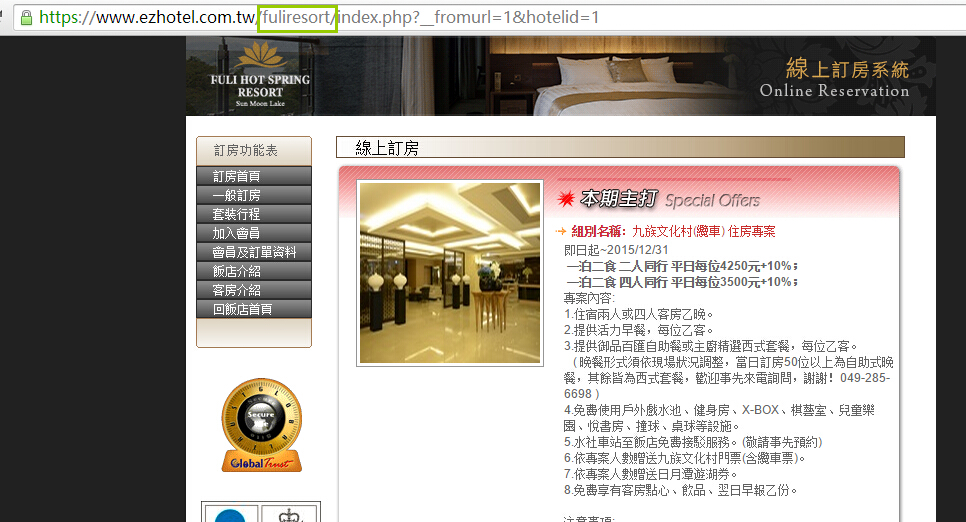 https://www.ezhotel.com.tw/fuliresort/index.php?__fromurl=1&hotelid=1
FULI HOT SPRING
RESORT
Sun Moon Lake
線上訂房系統
Online Reservation
訂房功能表
訂房首頁
一般訂房
套裝行程
加入會員
會員及訂單資料
飯店介紹
客房介紹
回飯店首頁
Secure
GlobalTrust
線上訂房
本期主打 Special Offers
組別名稱: 九族文化村(纜車) 住房專案
即日起~2015/12/31
一泊二食 二人同行 平日每位4250元+10%；
一泊二食 四人同行 平日每位3500元+10%；
專案內容:
1.住宿兩人或四人客房乙晚。
2.提供活力早餐，每位乙客。
3.提供御品百匯自助餐或主廚精選西式套餐，每位乙客。
（晚餐形式須依現場狀況調整，當日訂房50位以上為自助式晚
餐，其餘皆為西式套餐，歡迎事先來電詢問，謝謝！049-285-
6698 )
4.免費使用戶外戲水池、健身房、X-BOX、棋藝室、兒童樂
園、悅書房、撞球、桌球等設施。
5.水社車站至飯店免費接駁服務。(敬請事先預約)
6.依專案人數贈送九族文化村門票(含纜車票)。
7.依專案人數贈送日月潭遊湖券。
8.免費享有客房點心、飲品、翌日早報乙份。
注意事項: